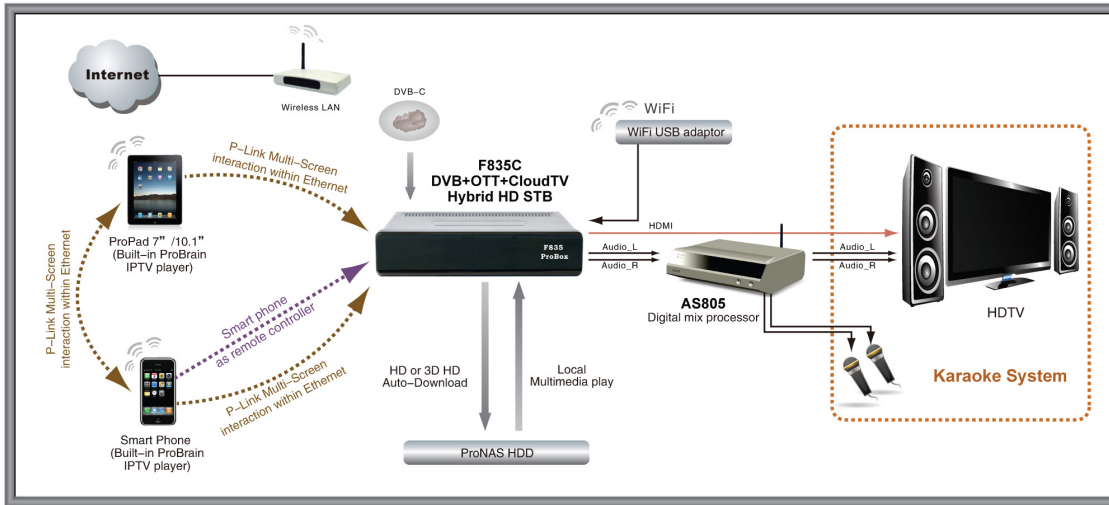 Internet
Wireless LAN
DVB-C
WiFi
WiFi USB adaptor
P-Link Multi-Screen
interaction within Ethernet
F835C
DVB+OTT+CloudTV
Hybrid HD STB
HDMI
F835
ProBox
Audio_L
Audio_R
Audio_L
Audio_R
ProPad 7” /10.1”
(Built-in ProBrain
IPTV player)
P-Link Multi-Screen
interaction within Ethernet
AS805
Digital mix processor
HDTV
Smart phone
as remote controller
P-Link Multi-Screen
interaction within Ethernet
HD or 3D HD
Auto-Download
Local
Multimedia play
Karaoke System
Smart Phone
(Built-in ProBrain
IPTV player)
ProNAS HDD